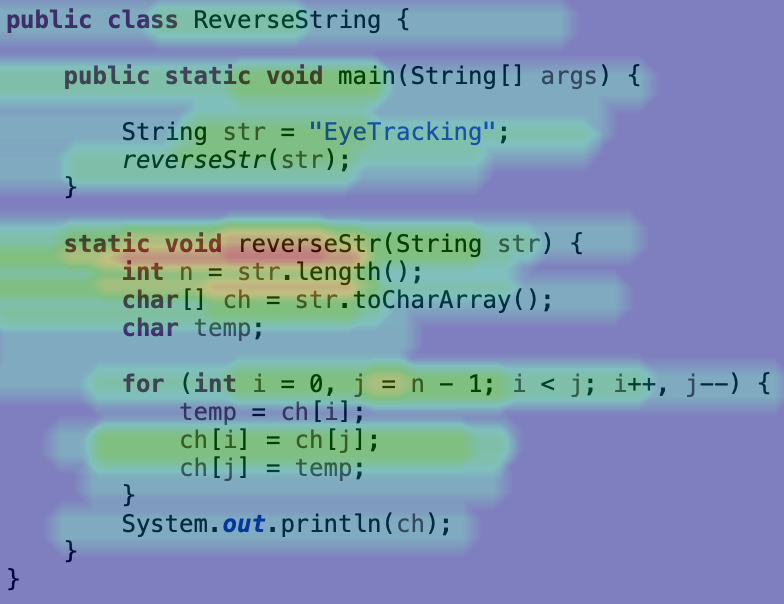 public class ReverseString {
public static void main(String[] args) {
String str = "EyeTracking";
reverseStr(str);
}
static void reverseStr(String str) {
int n = str.length();
char[] ch = str.toCharArray();
char temp;
for (int i = 0, j = n - 1; i < j; i++, j--) {
temp = ch[i];
ch[i] = ch[j];
ch[j] = temp;
}
System.out.println(ch);
}
}